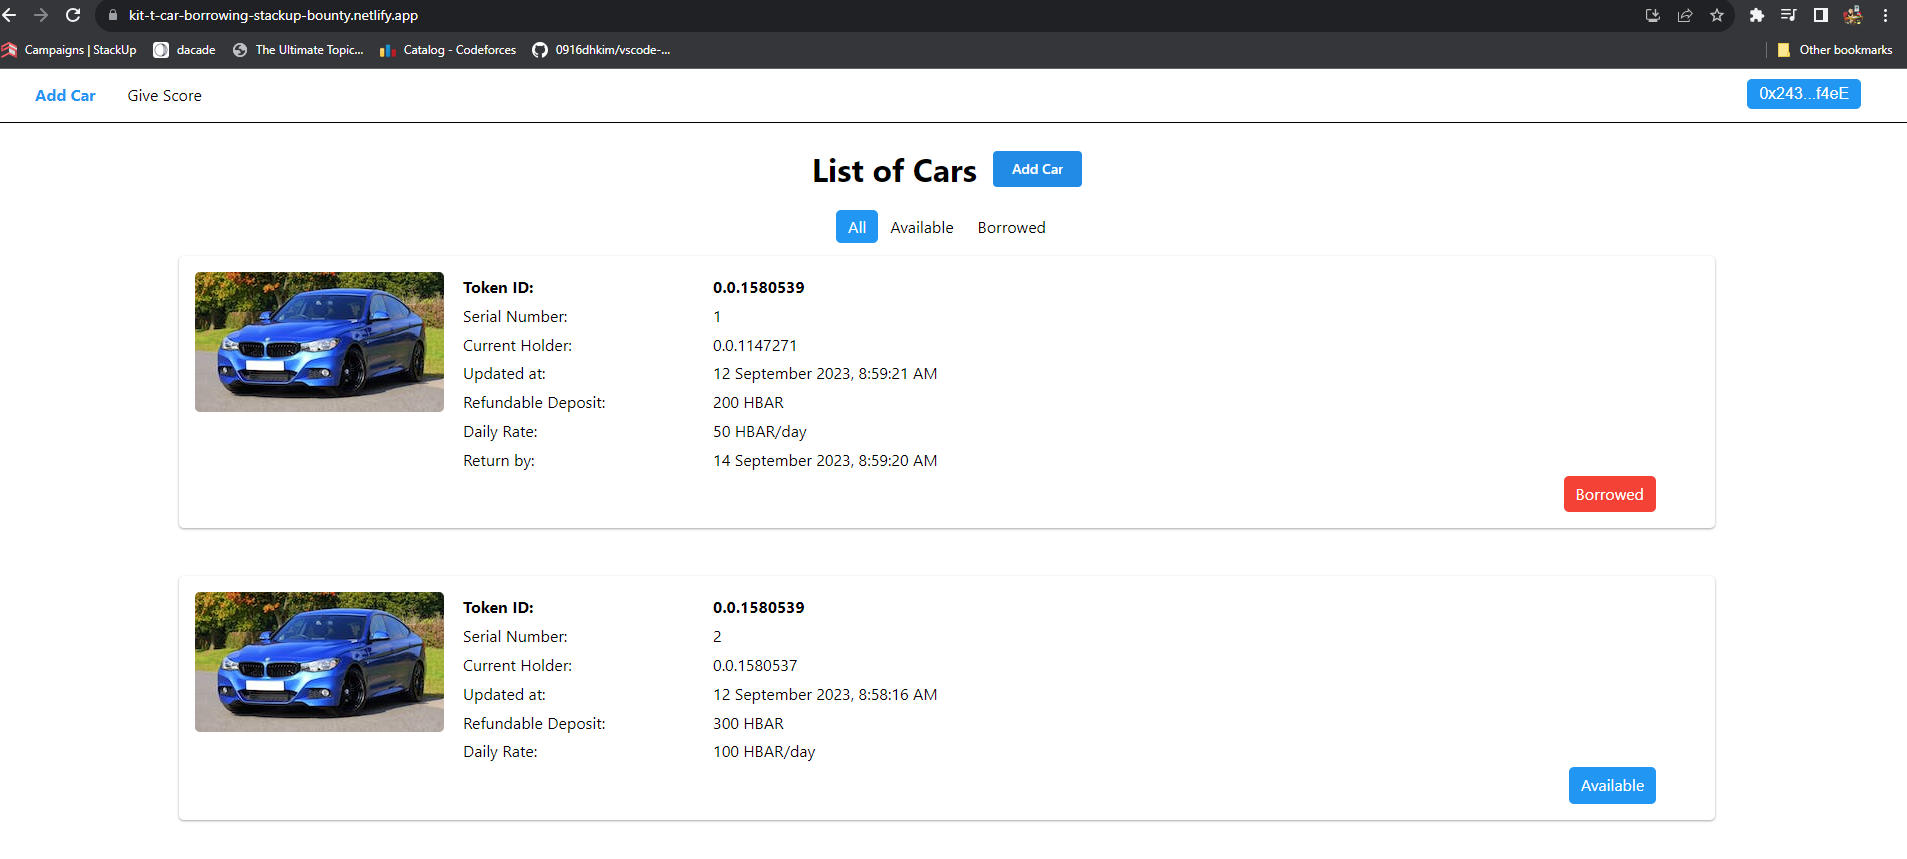 kit-t-car-borrowing-stackup-bounty.netlify.app
Campaigns | StackUp dacade The Ultimate Topic... Catalog - Codeforces 0916dhkim/vscode-... Other bookmarks
Add Car Give Score 0x243...f4eE
List of Cars Add Car
All Available Borrowed
Token ID: 0.0.1580539
Serial Number: 1
Current Holder: 0.0.1147271
Updated at: 12 September 2023, 8:59:21 AM
Refundable Deposit: 200 HBAR
Daily Rate: 50 HBAR/day
Return by: 14 September 2023, 8:59:20 AM
Borrowed
Token ID: 0.0.1580539
Serial Number: 2
Current Holder: 0.0.1580537
Updated at: 12 September 2023, 8:58:16 AM
Refundable Deposit: 300 HBAR
Daily Rate: 100 HBAR/day
Available